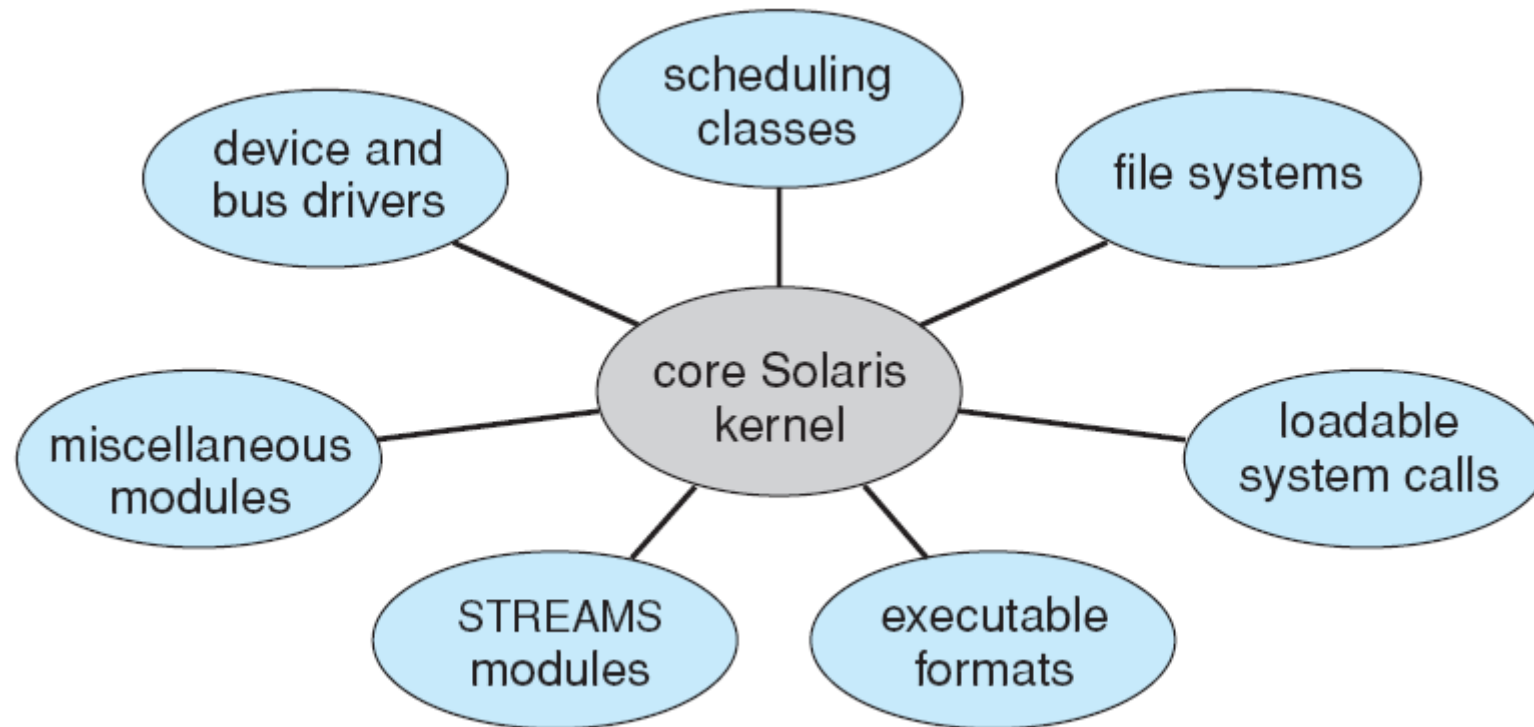 scheduling
classes
device and
bus drivers
file systems
core Solaris
kernel
miscellaneous
modules
loadable
system calls
STREAMS
modules
executable
formats